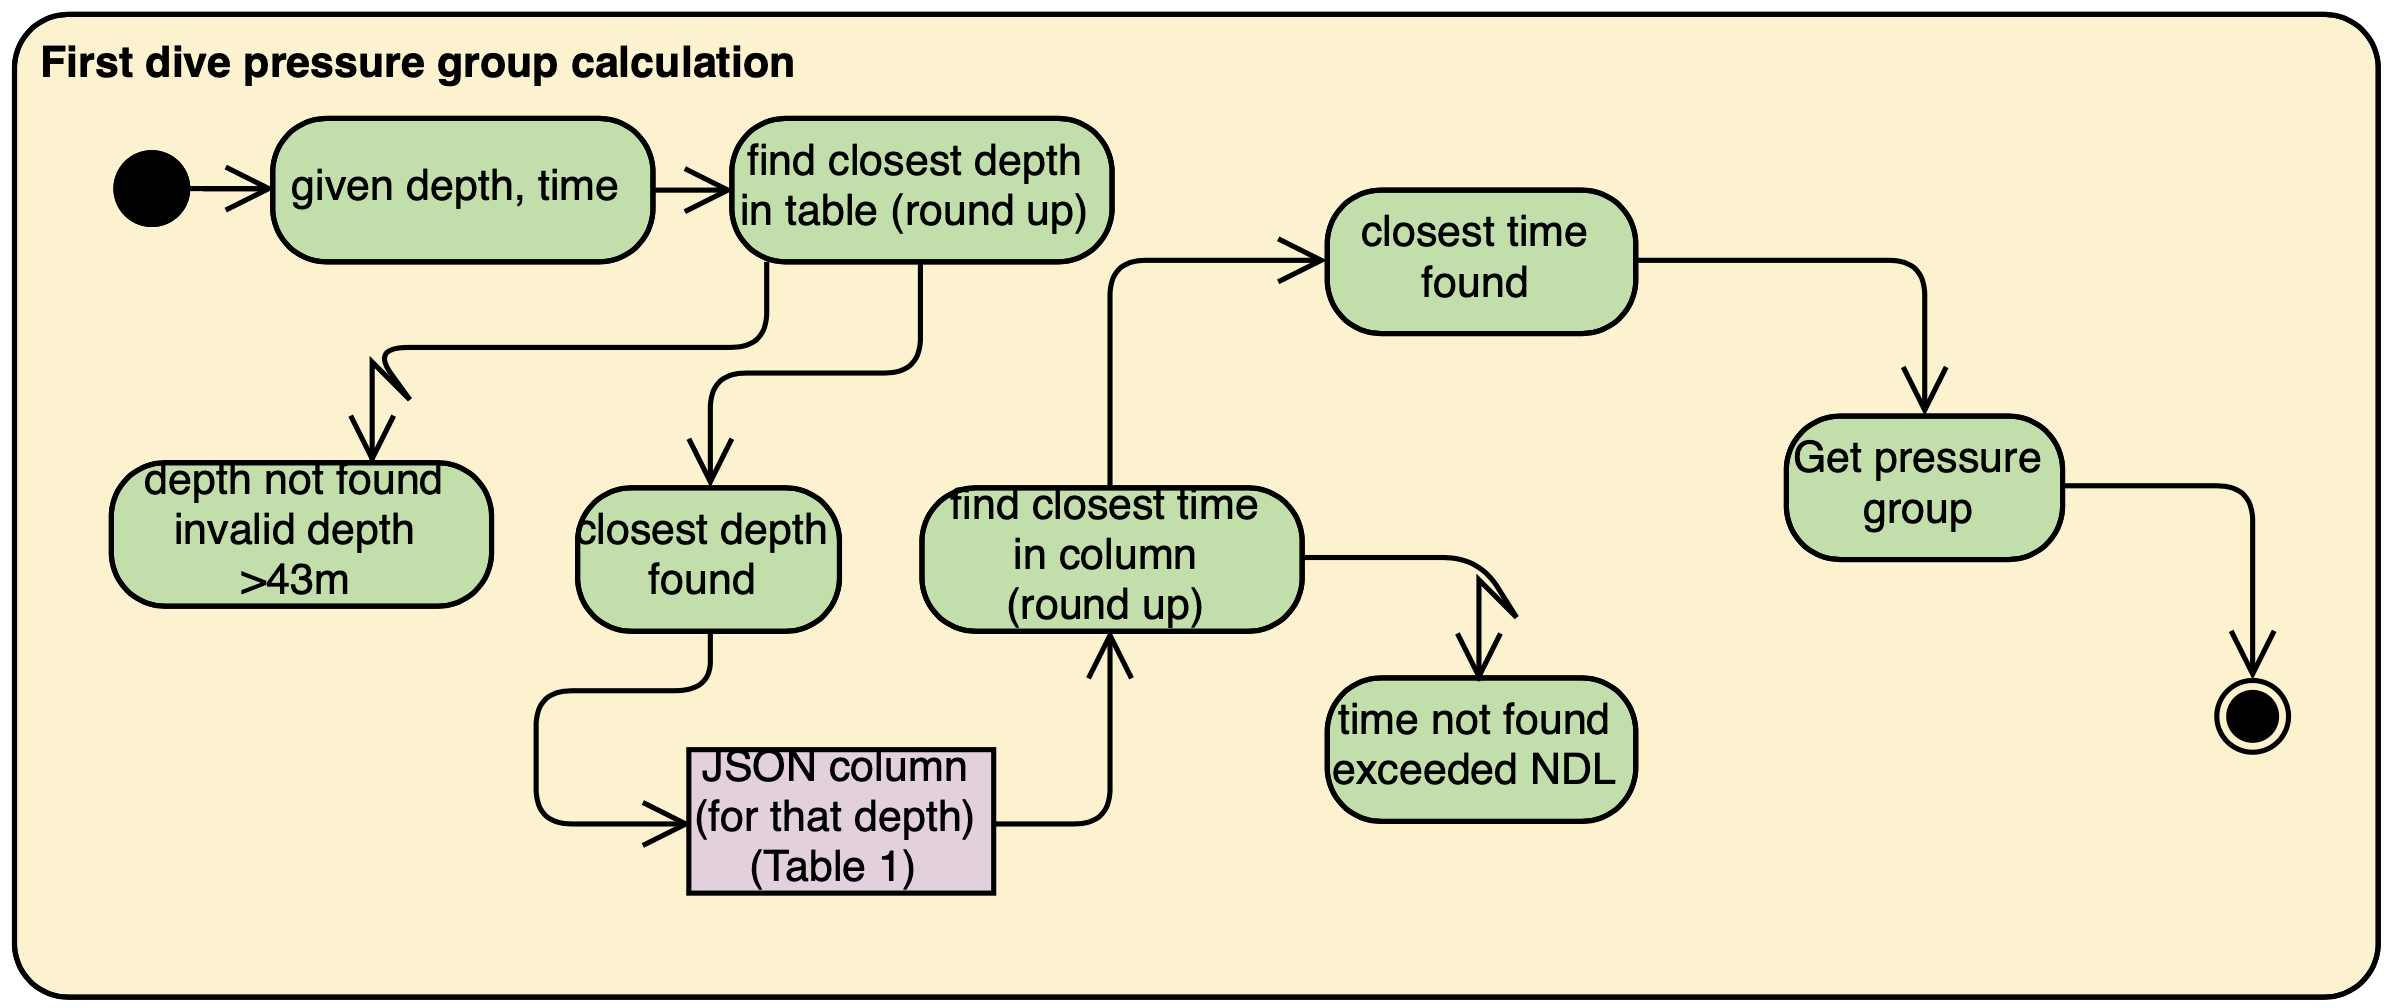 First dive pressure group calculation
given depth, time
find closest depth
in table (round up)
closest time
found
depth not found
invalid depth
>43m
closest depth
found
find closest time
in column
(round up)
Get pressure
group
time not found
exceeded NDL
JSON column
(for that depth)
(Table 1)